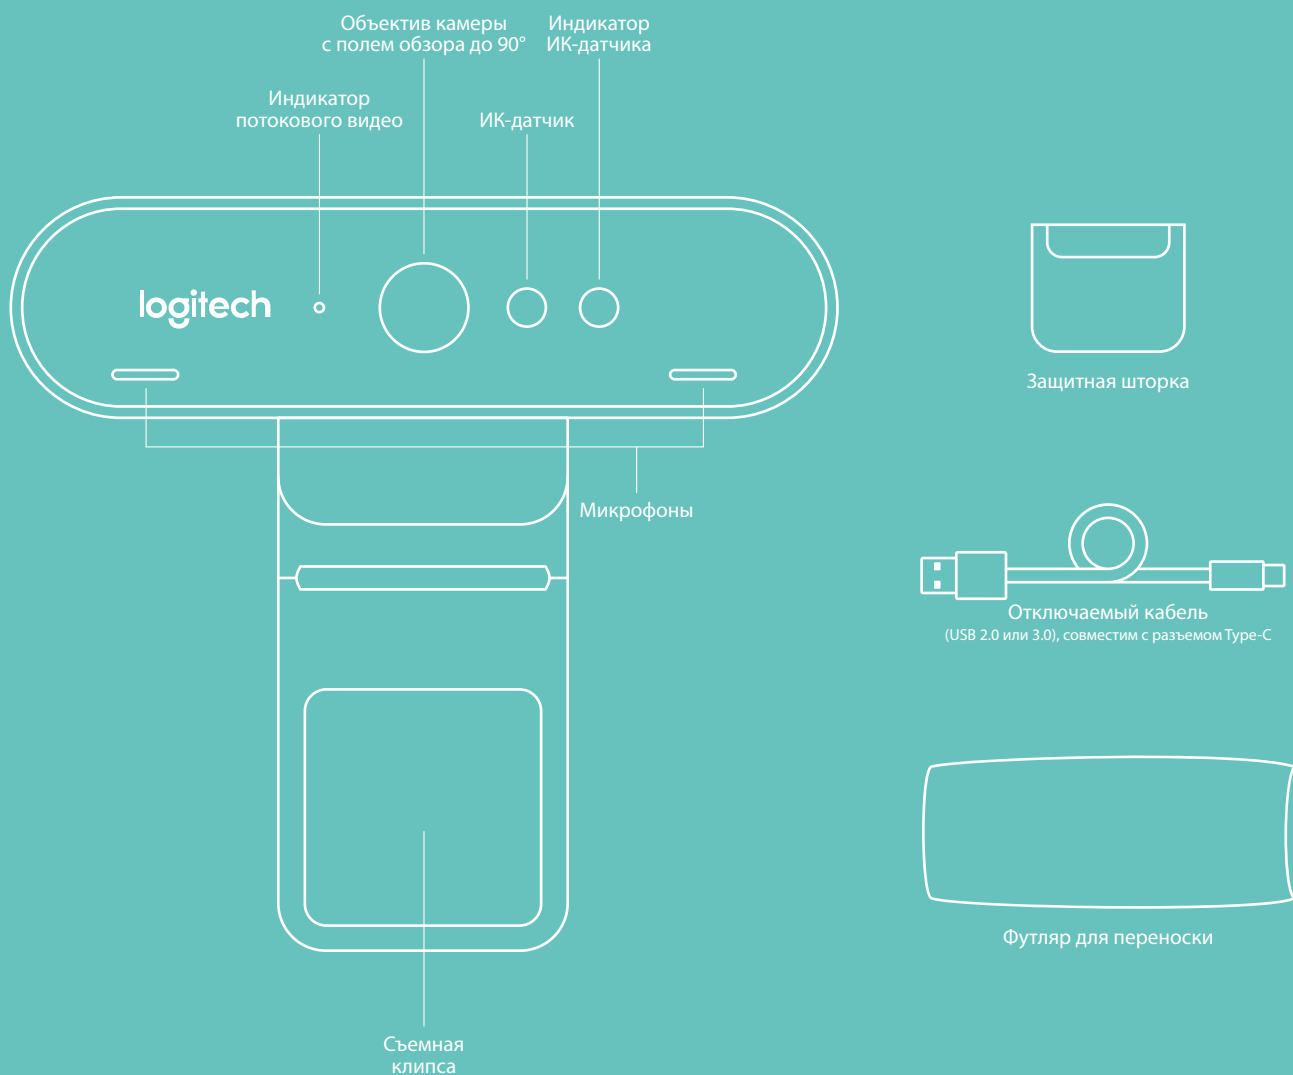 Объектив камеры
с полем обзора до 90°
Индикатор
ИК-датчика
Индикатор
потокового видео
ИК-датчик
logitech
Защитная шторка
Микрофоны
Отключаемый кабель
(USB 2.0 или 3.0), совместим с разъемом Type-C
Футляр для переноски
Съемная
клипса